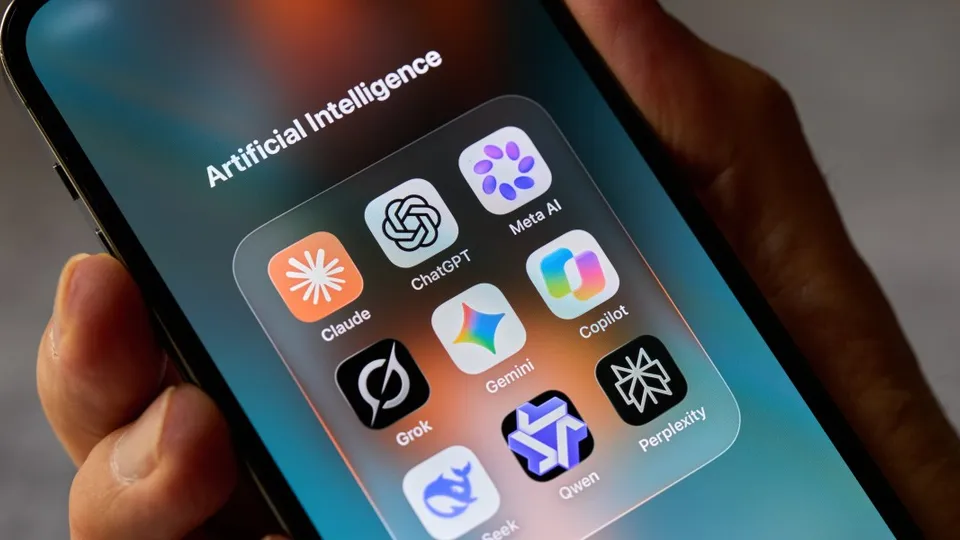 Artificial Intelligence
Claude
ChatGPT
Meta AI
Grok
Gemini
Copilot
Seek
Qwen
Perplexity